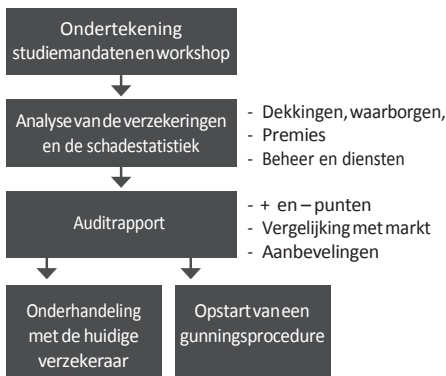 Ondertekening
studiemandaten en workshop
Analyse van de verzekeringen
en de schadestatistiek
- Dekkingen, waarborgen,
- Premies
- Beheer en diensten
Auditrapport
- + en – punten
- Vergelijking met markt
- Aanbevelingen
Onderhandeling
met de huidige
verzekeraar
Opstart van een
gunningsprocedure